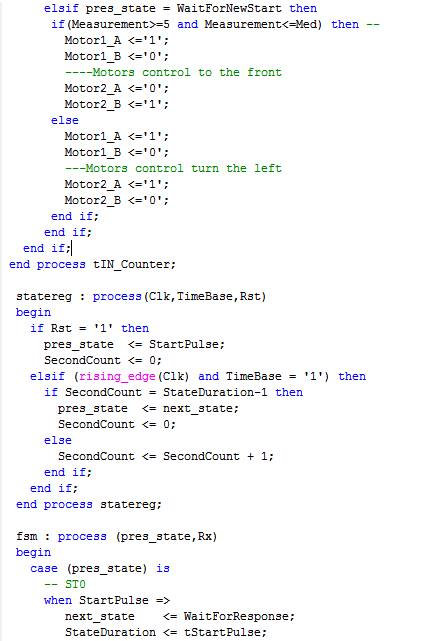 elsif pres_state = WaitForNewStart then
if(Measurement>=5 and Measurement<=Med) then --
Motor1_A <='1';
Motor1_B <='0';
----Motors control to the front
Motor2_A <='0';
Motor2_B <='1';
else
Motor1_A <='1';
Motor1_B <='0';
---Motors control turn the left
Motor2_A <='1';
Motor2_B <='0';
end if;
end if;
end if;
end process tIN_Counter;
statereg : process(Clk,TimeBase,Rst)
begin
if Rst = '1' then
pres_state <= StartPulse;
SecondCount <= 0;
elsif (rising_edge(Clk) and TimeBase = '1') then
if SecondCount = StateDuration-1 then
pres_state <= next_state;
SecondCount <= 0;
else
SecondCount <= SecondCount + 1;
end if;
end if;
end process statereg;
fsm : process (pres_state,Rx)
begin
case (pres_state) is
-- ST0
when StartPulse =>
next_state <= WaitForResponse;
StateDuration <= tStartPulse;